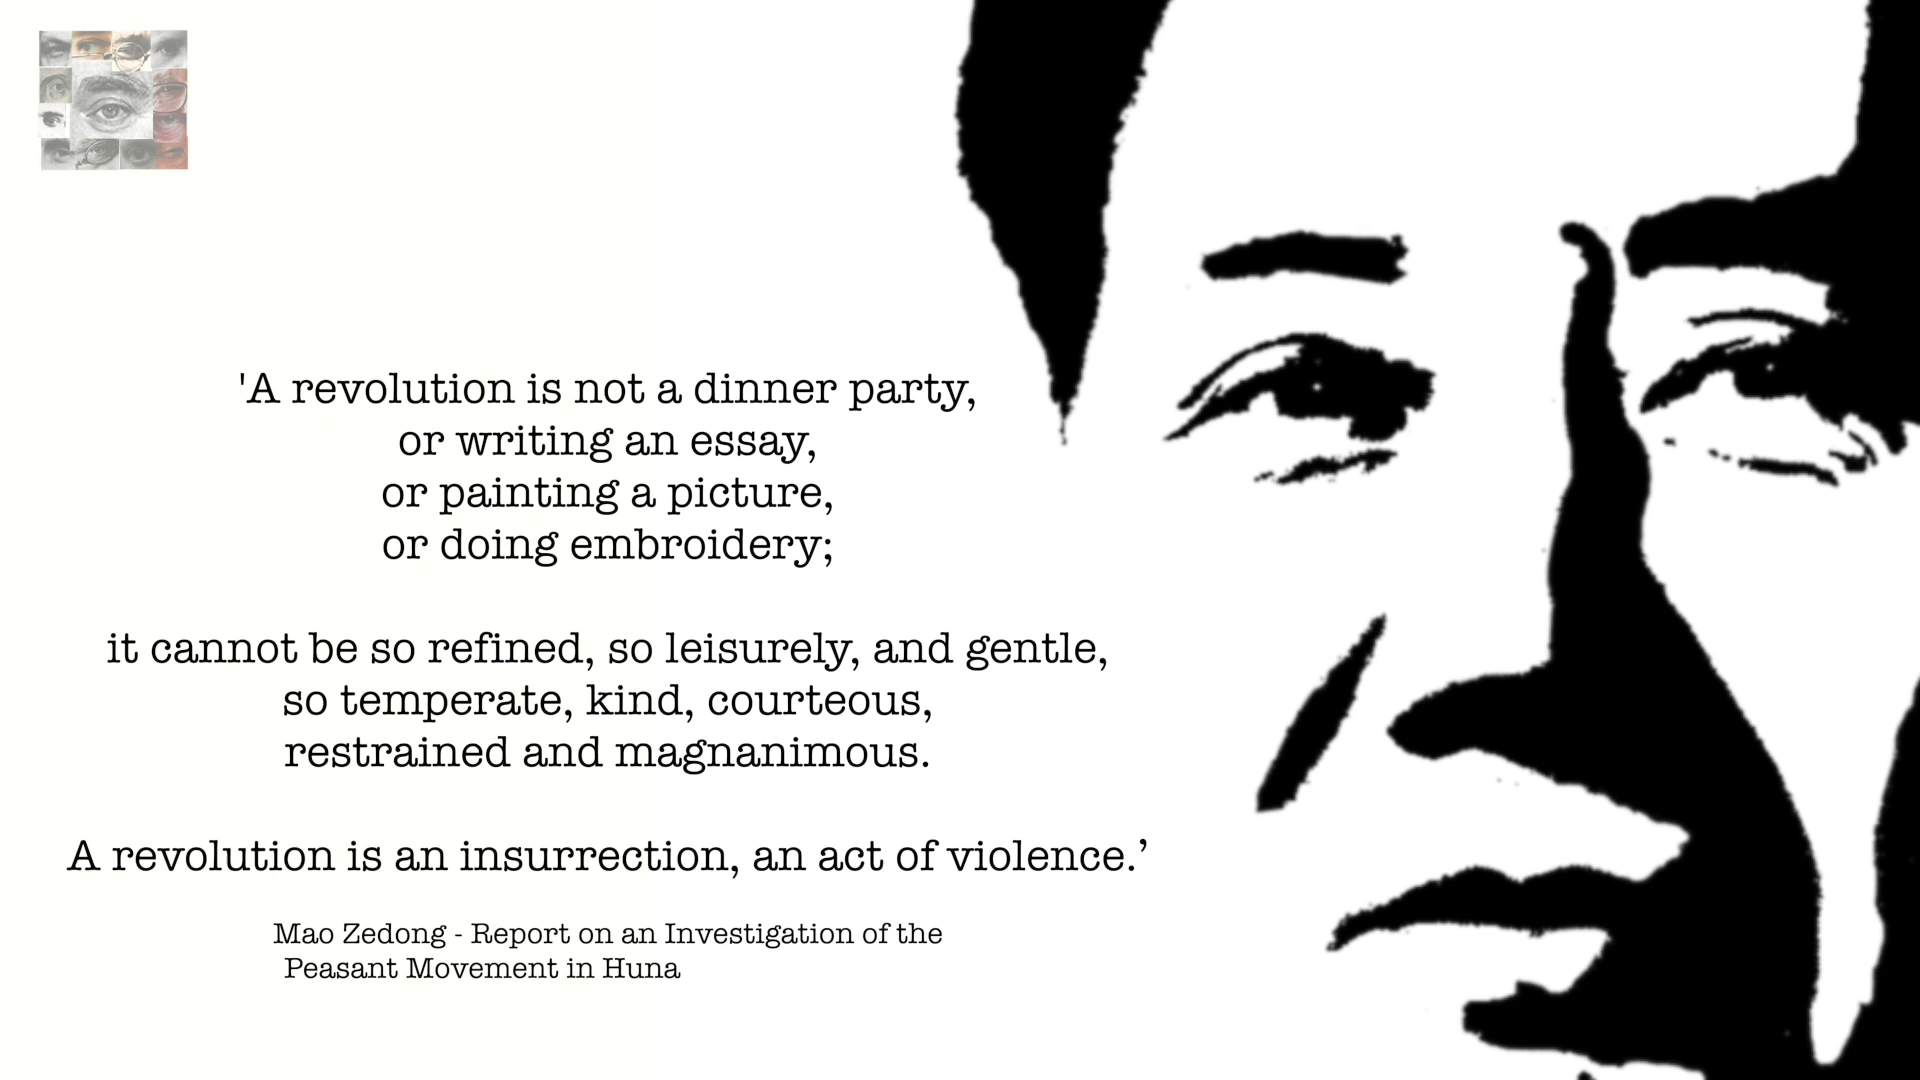 'A revolution is not a dinner party,
or writing an essay,
or painting a picture,
or doing embroidery;
it cannot be so refined, so leisurely, and gentle,
so temperate, kind, courteous,
restrained and magnanimous.
A revolution is an insurrection, an act of violence.’
Mao Zedong - Report on an Investigation of the
Peasant Movement in Huna